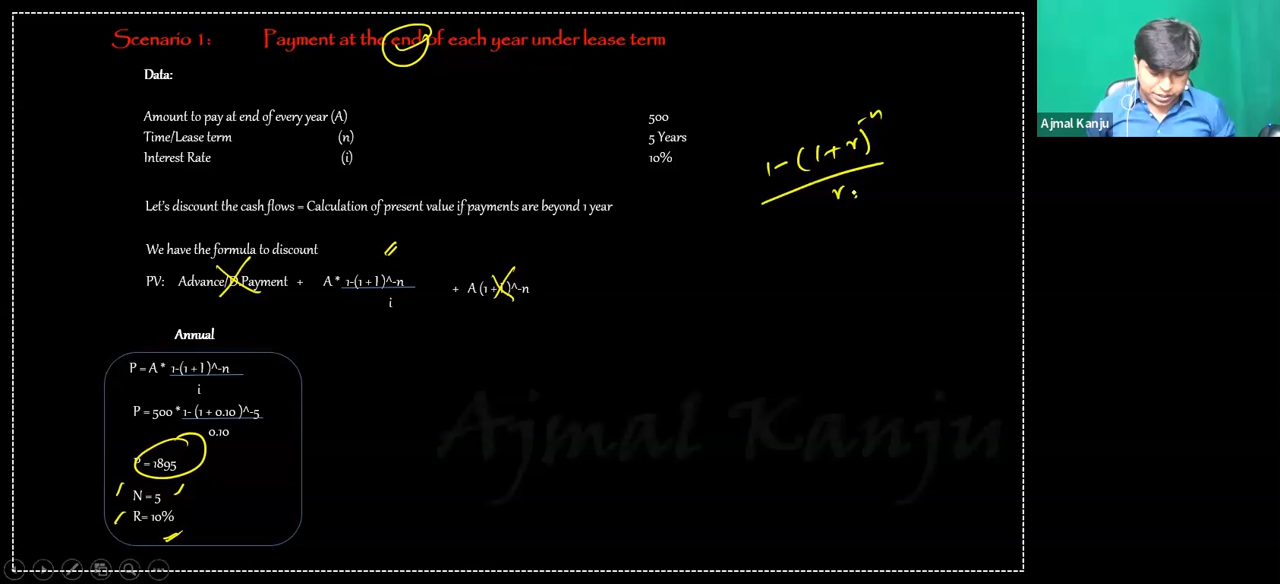 Scenario 1: Payment at the end of each year under lease term
Data:
Amount to pay at end of every year (A) 500
Time/Lease term (n) 5 Years
Interest Rate (i) 10%
1-(1+r)^-n
r
Let's discount the cash flows = Calculation of present value if payments are beyond 1 year
We have the formula to discount
PV: Advance/D.Payment + A * 1-(1+1)^-n + A (1+1)^-n
i
Annual
P = A * 1-(1+1)^-n
i
P = 500 * 1- (1 + 0.10 )^-5
0.10
P = 1895
N = 5
R= 10%
Ajmal Kanju
Ajmal Kanju